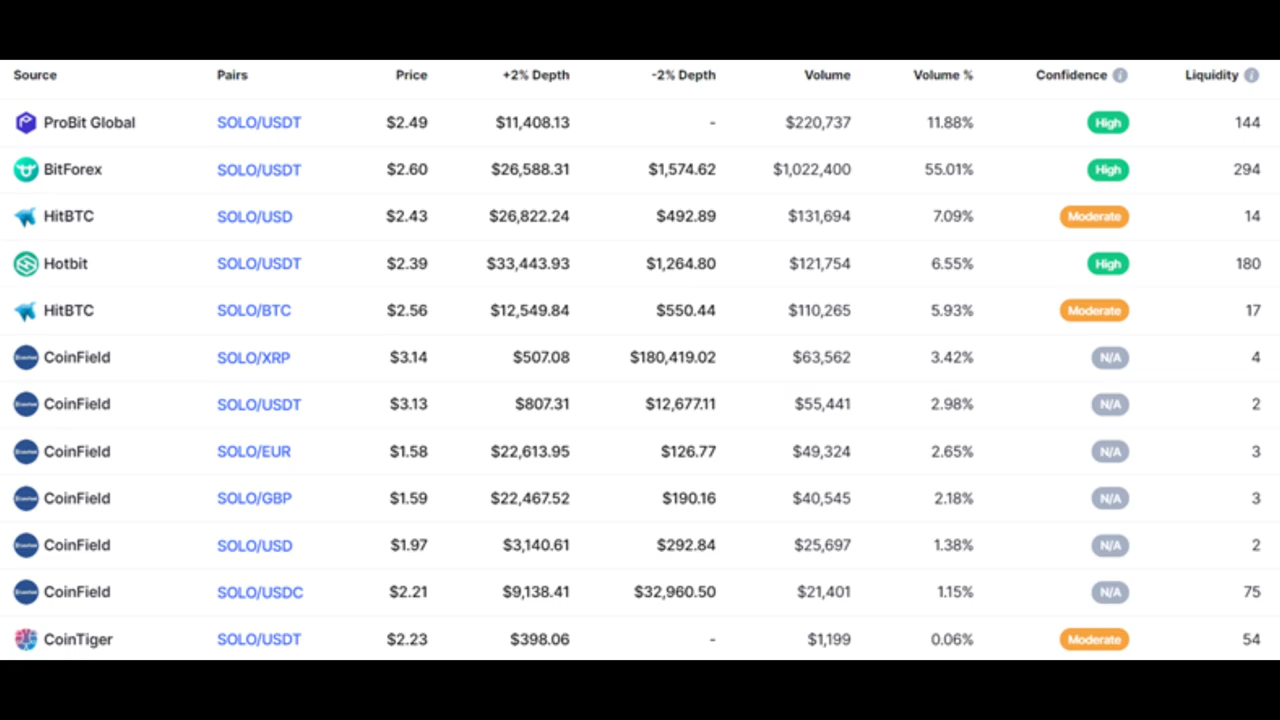 Source Pairs Price +2% Depth -2% Depth Volume Volume % Confidence i Liquidity i
ProBit Global SOLO/USDT $2.49 $11,408.13 - $220,737 11.88% High 144
BitForex SOLO/USDT $2.60 $26,588.31 $1,574.62 $1,022,400 55.01% High 294
HitBTC SOLO/USD $2.43 $26,822.24 $492.89 $131,694 7.09% Moderate 14
Hotbit SOLO/USDT $2.39 $33,443.93 $1,264.80 $121,754 6.55% High 180
HitBTC SOLO/BTC $2.56 $12,549.84 $550.44 $110,265 5.93% Moderate 17
CoinField SOLO/XRP $3.14 $507.08 $180,419.02 $63,562 3.42% N/A 4
CoinField SOLO/USDT $3.13 $807.31 $12,677.11 $55,441 2.98% N/A 2
CoinField SOLO/EUR $1.58 $22,613.95 $126.77 $49,324 2.65% N/A 3
CoinField SOLO/GBP $1.59 $22,467.52 $190.16 $40,545 2.18% N/A 3
CoinField SOLO/USD $1.97 $3,140.61 $292.84 $25,697 1.38% N/A 2
CoinField SOLO/USDC $2.21 $9,138.41 $32,960.50 $21,401 1.15% N/A 75
CoinTiger SOLO/USDT $2.23 $398.06 - $1,199 0.06% Moderate 54